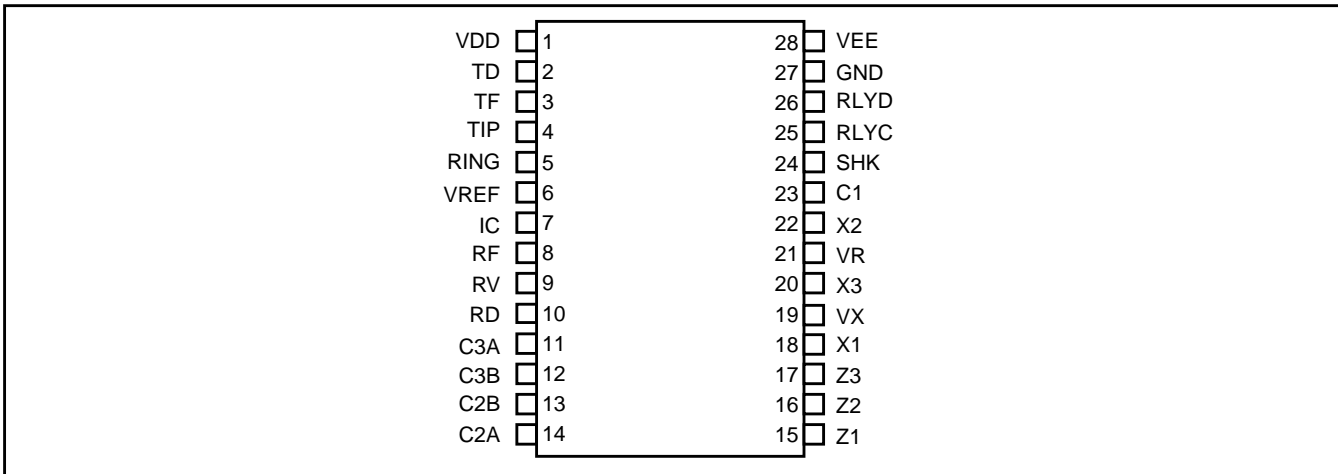 VDD 1 28 VEE
TD 2 27 GND
TF 3 26 RLYD
TIP 4 25 RLYC
RING 5 24 SHK
VREF 6 23 C1
IC 7 22 X2
RF 8 21 VR
RV 9 20 X3
RD 10 19 VX
C3A 11 18 X1
C3B 12 17 Z3
C2B 13 16 Z2
C2A 14 15 Z1